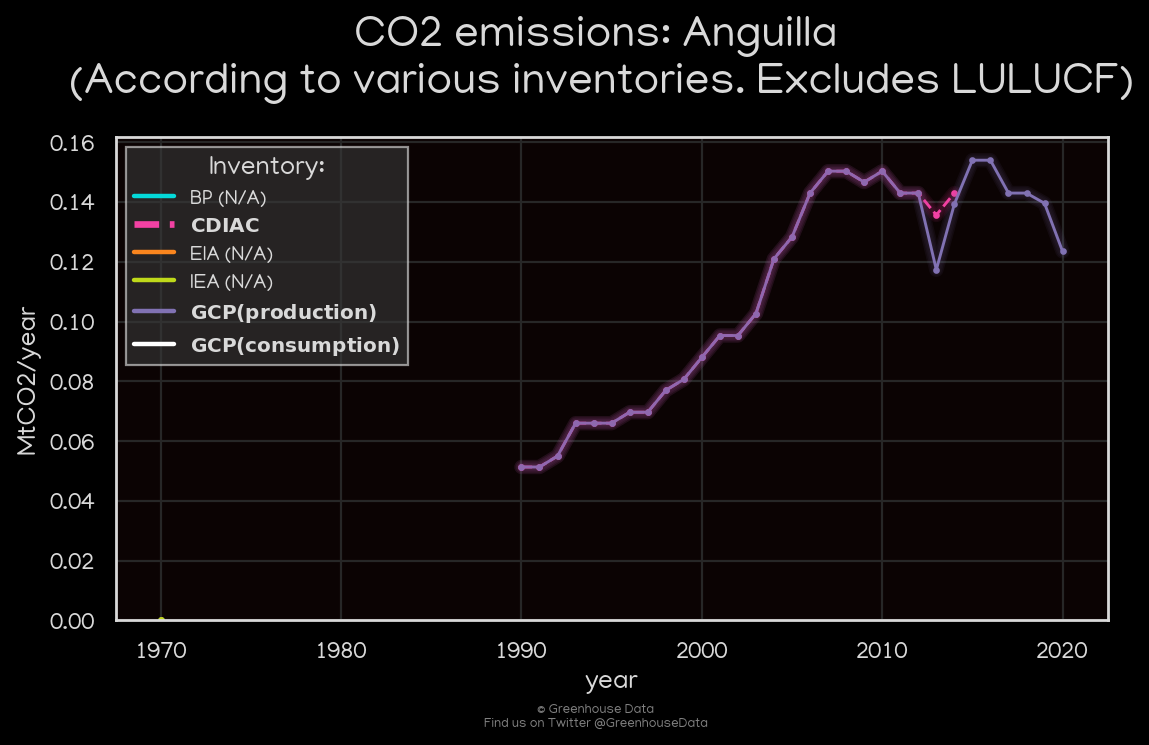 CO2 emissions: Anguilla
(According to various inventories. Excludes LULUCF)
Inventory:
BP (N/A)
CDIAC
EIA (N/A)
IEA (N/A)
GCP(production)
GCP(consumption)
MtCO2/year
0.16
0.14
0.12
0.10
0.08
0.06
0.04
0.02
0.00
1970 1980 1990 2000 2010 2020
year
© Greenhouse Data
Find us on Twitter @GreenhouseData